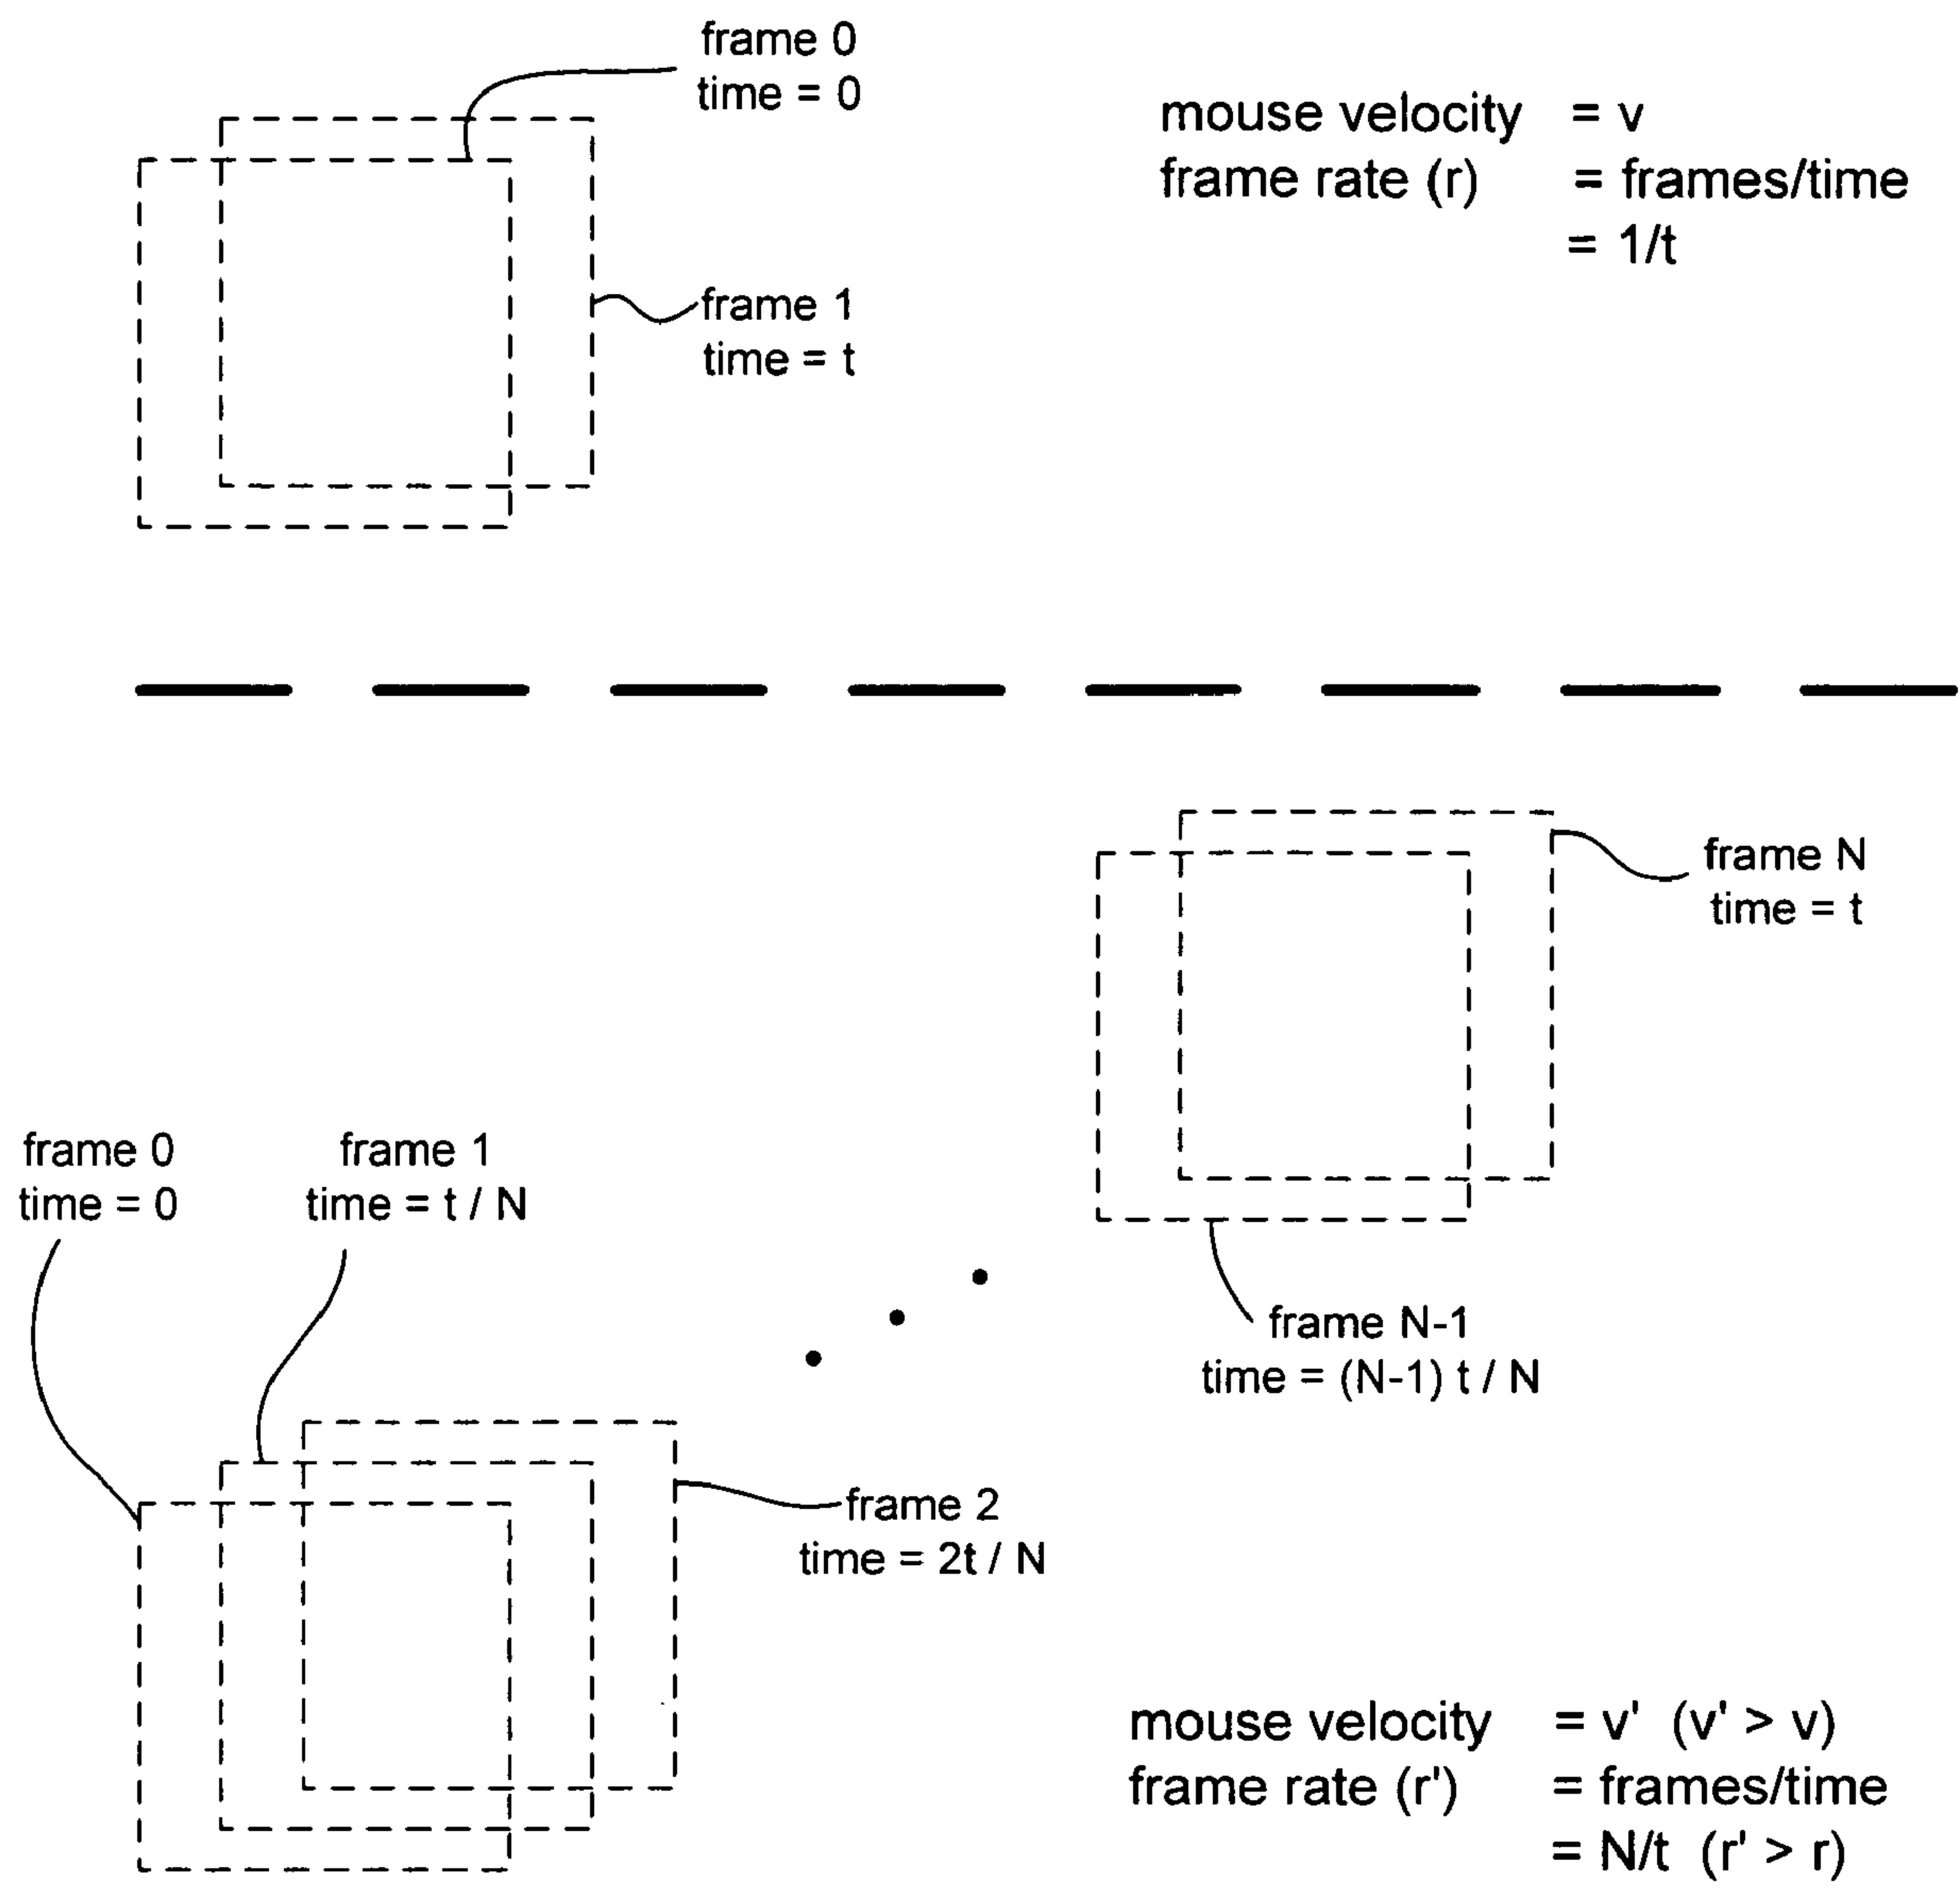 frame 0
time = 0
mouse velocity = v
frame rate (r) = frames/time
= 1/t
frame 1
time = t
frame N
time = t
frame 0
time = 0
frame 1
time = t / N
frame N-1
time = (N-1) t / N
frame 2
time = 2t / N
mouse velocity = v' (v' > v)
frame rate (r') = frames/time
= N/t (r' > r)